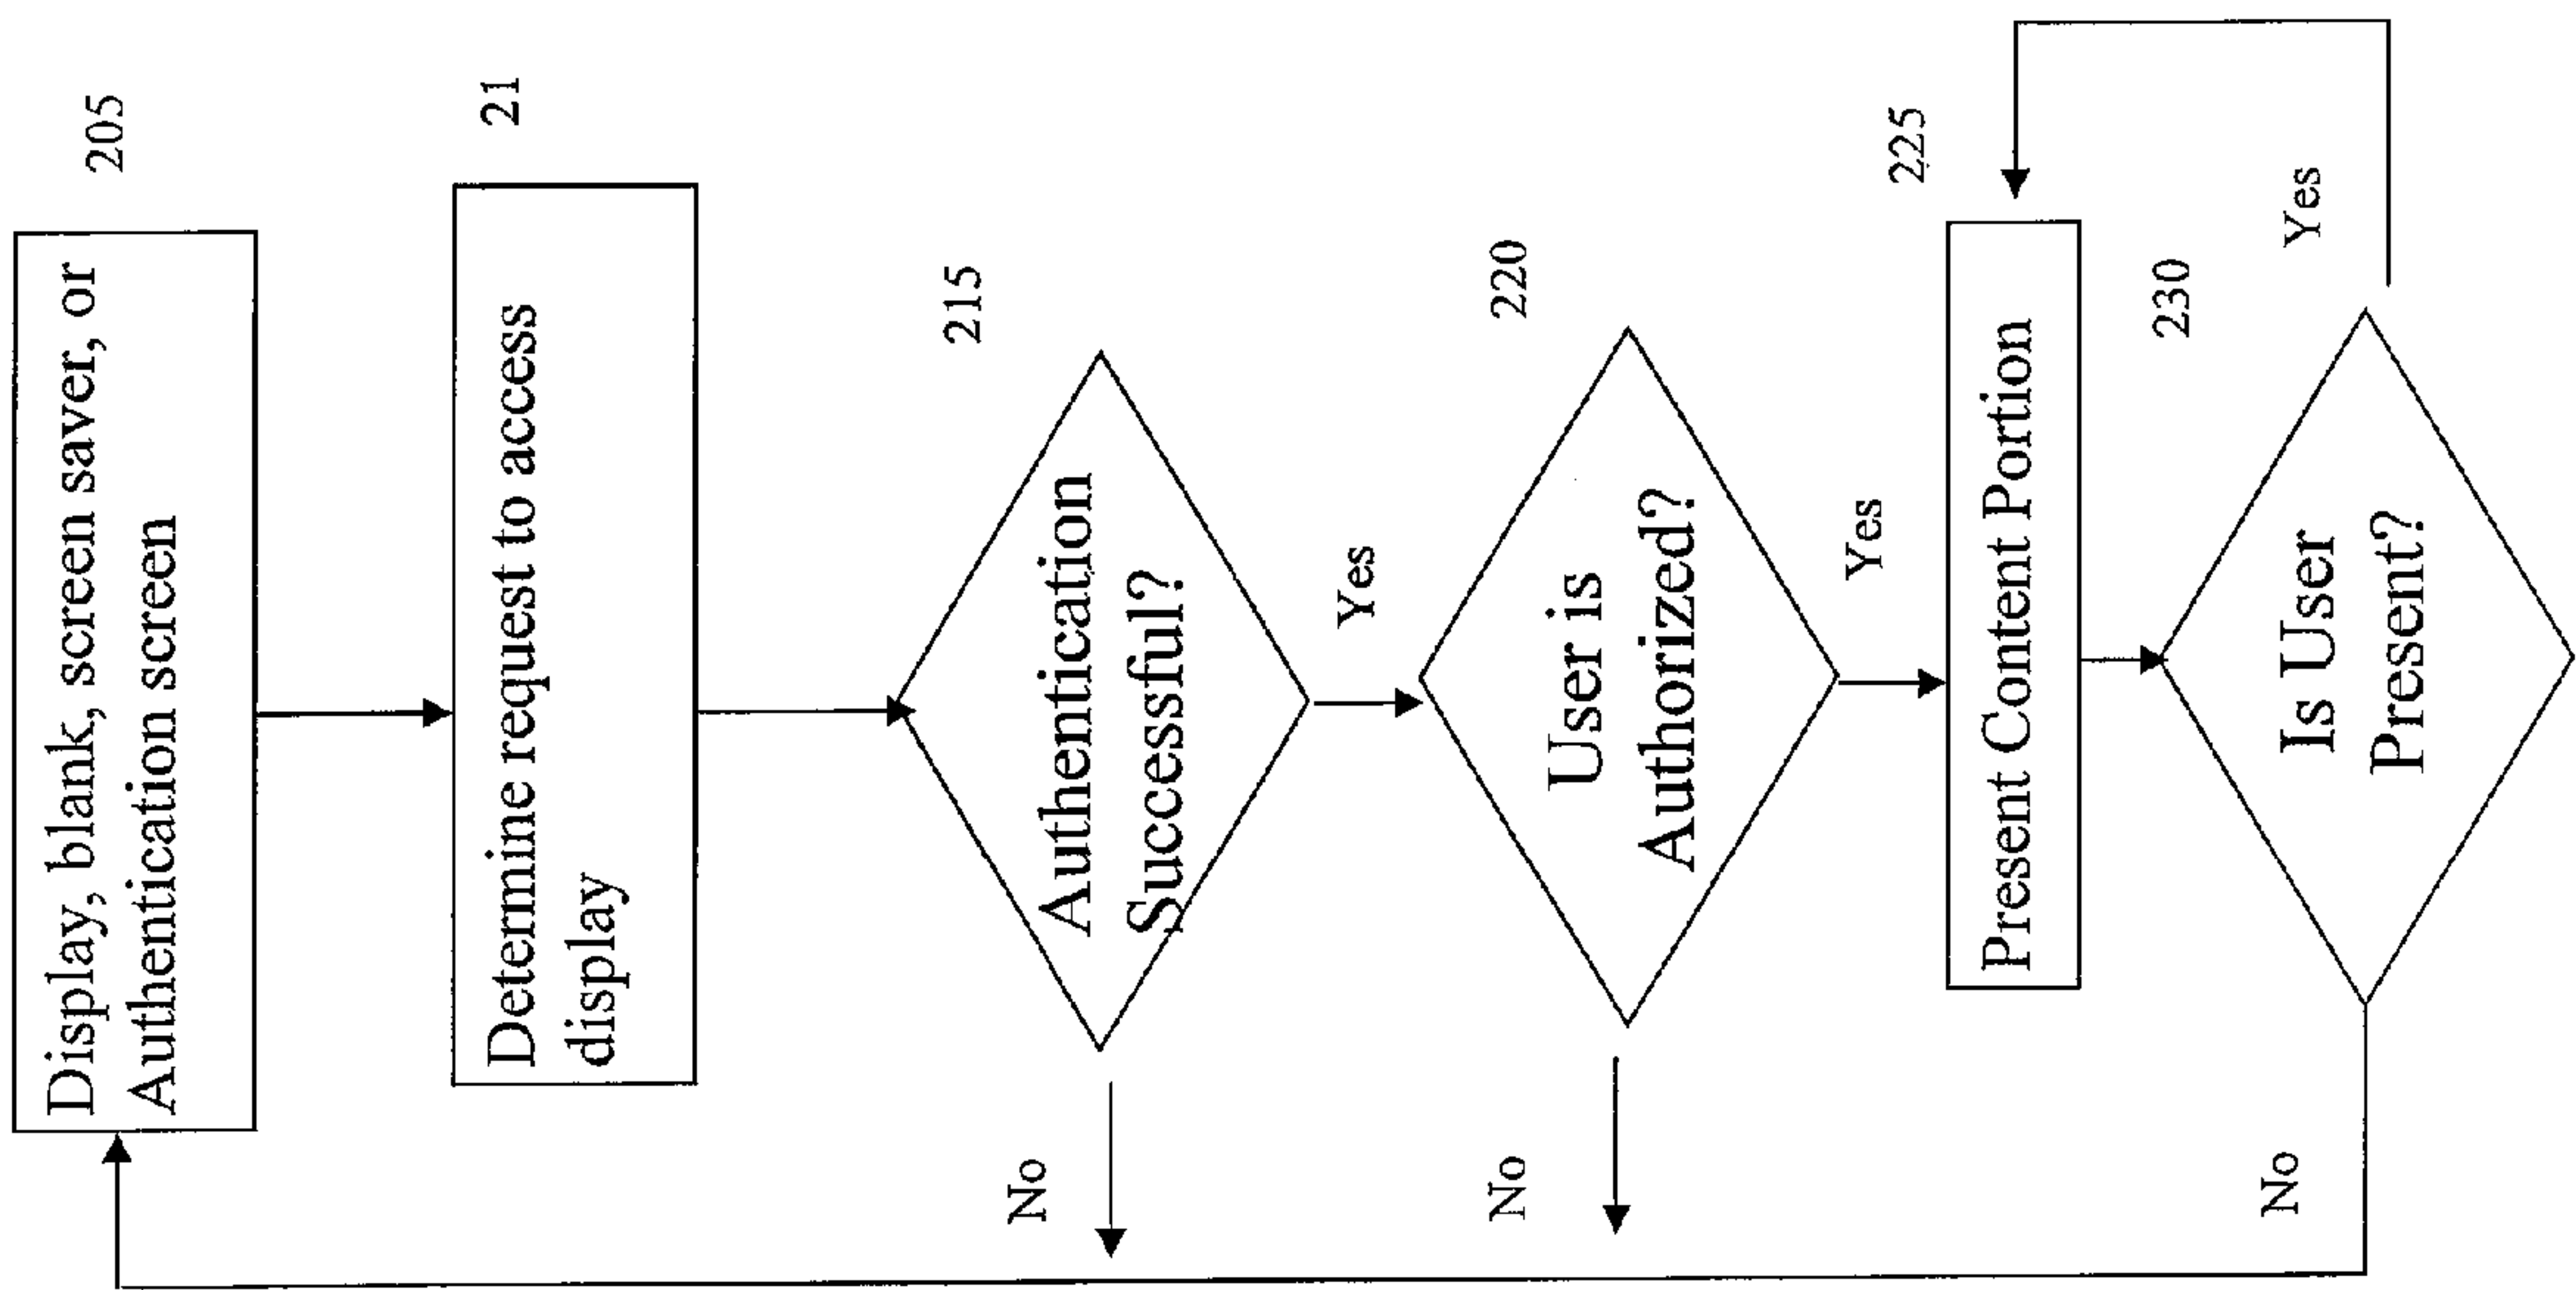 205
Display, blank, screen saver, or
Authentication screen
21
Determine request to access
display
215
Authentication
Successful?
No
Yes
220
User is
Authorized?
No
Yes
225
Present Content Portion
230
Is User
Present?
No
Yes